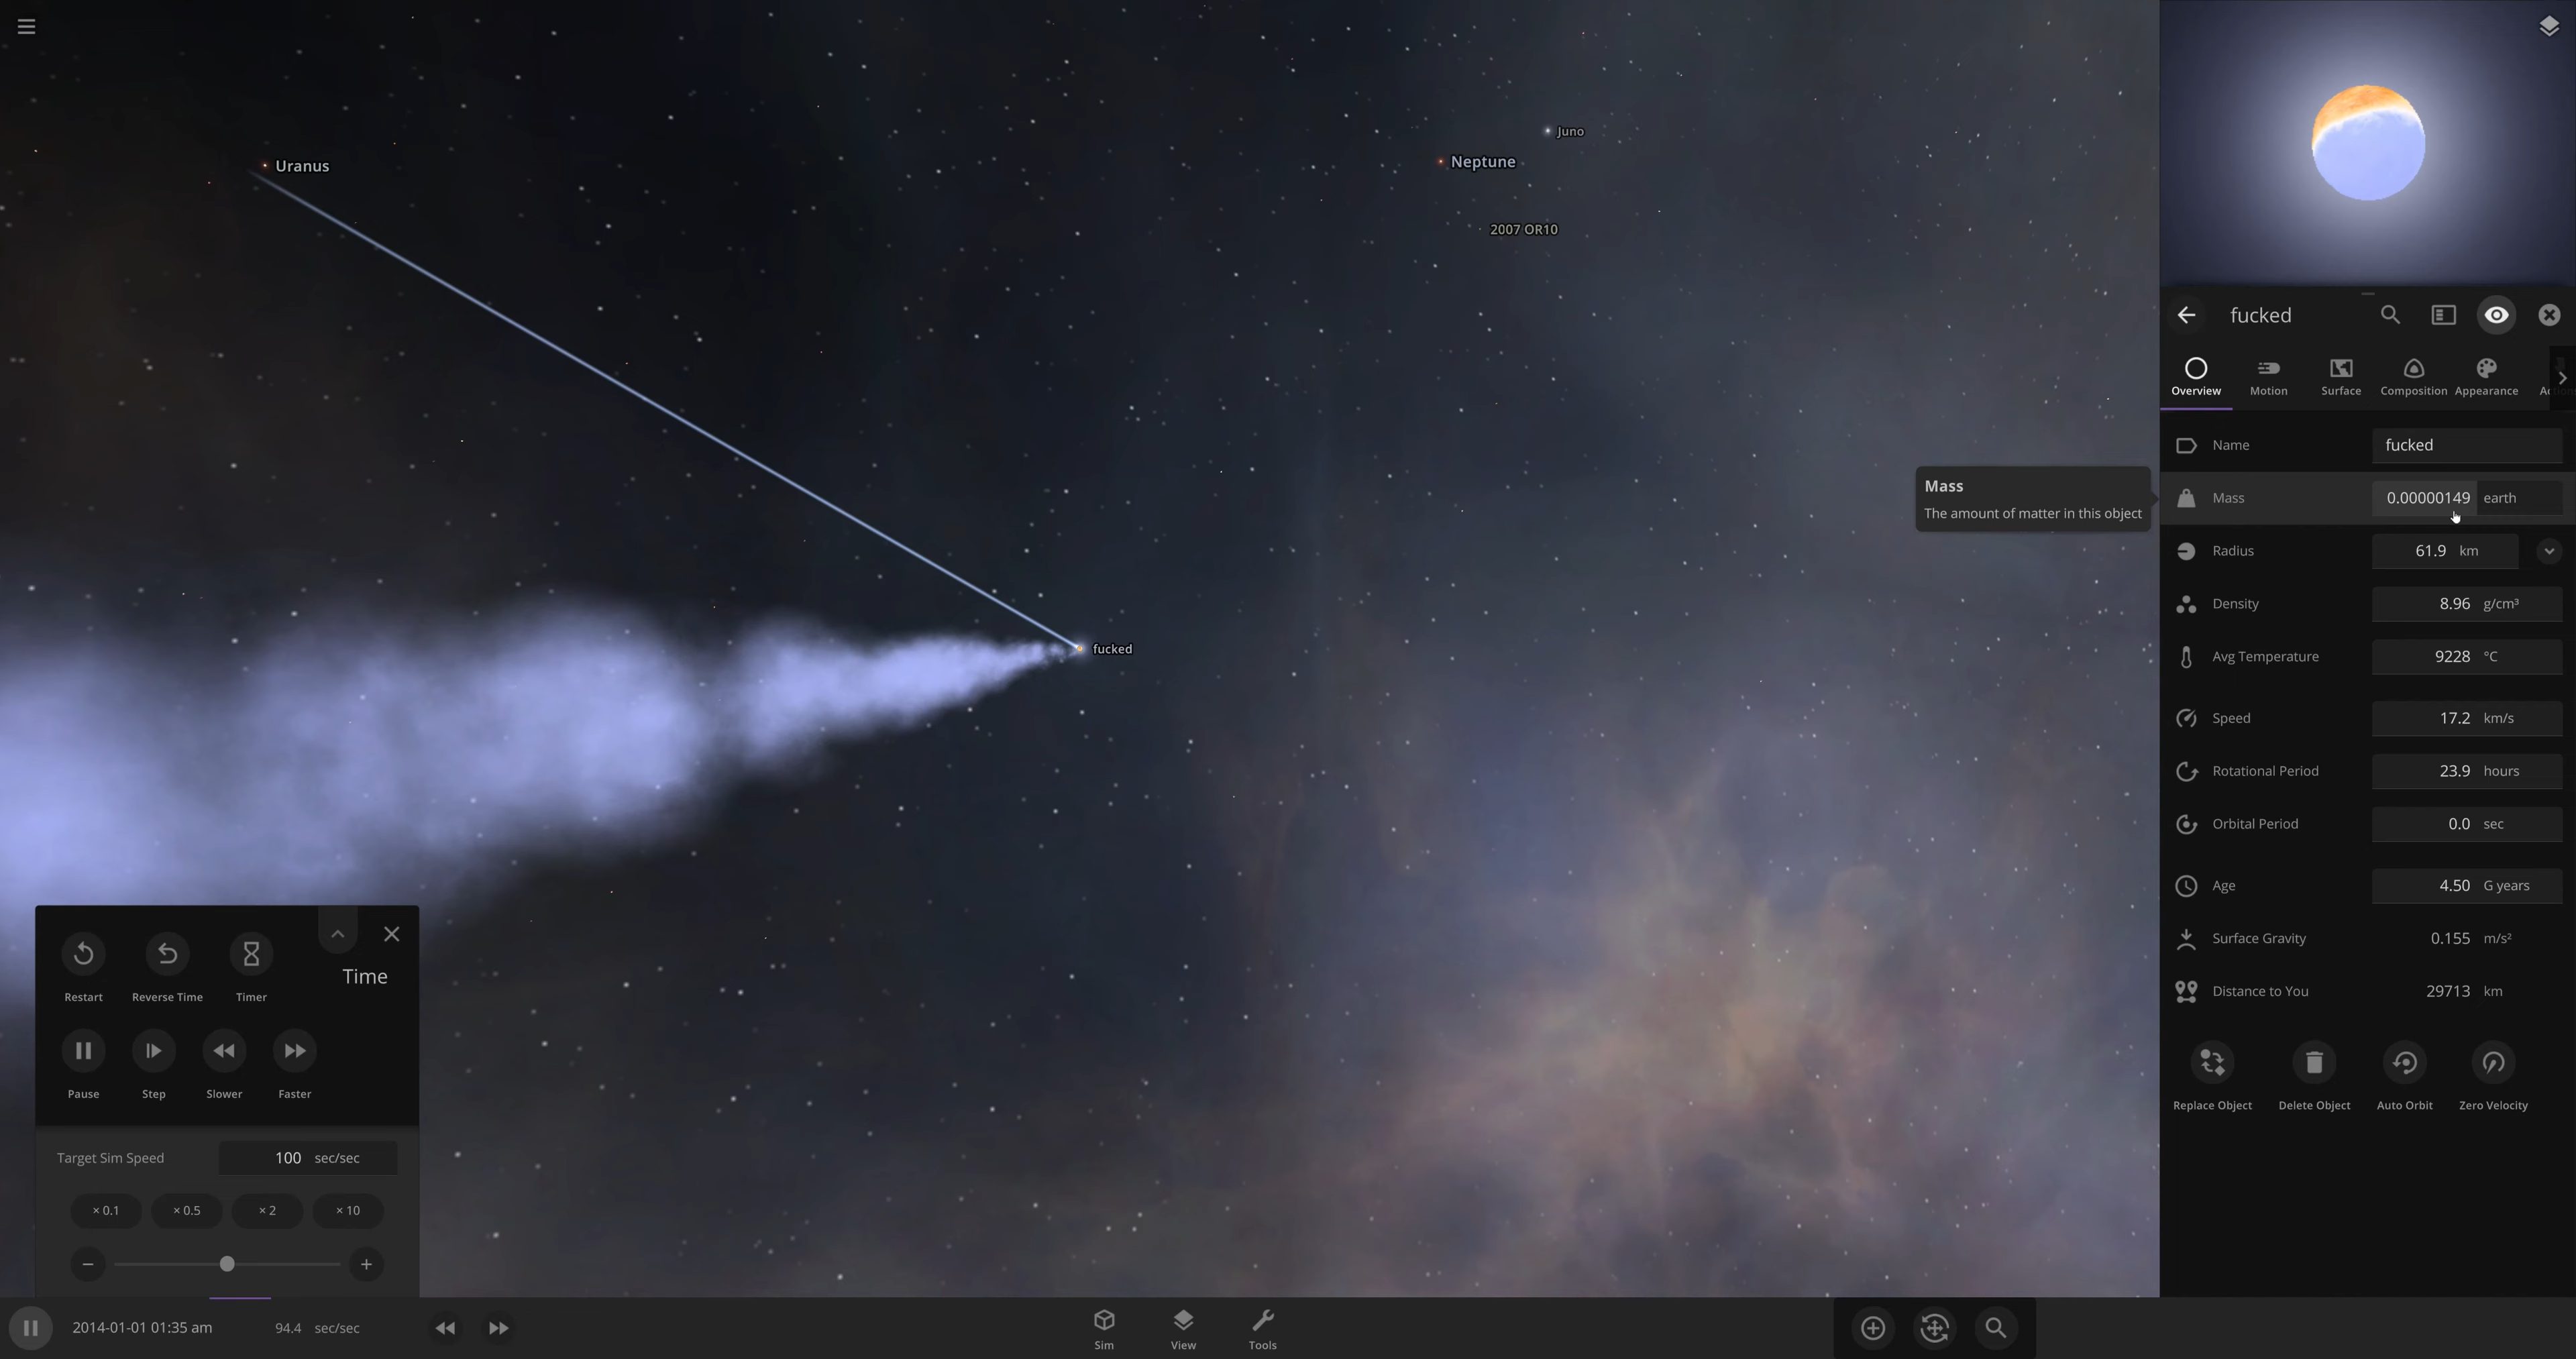 Uranus
Juno
Neptune
2007 OR10
fucked
fucked
Overview
Motion
Surface
Composition
Appearance
Name
fucked
Mass
0.00000149 earth
Mass
The amount of matter in this object
Radius
61.9 km
Density
8.96 g/cm³
Avg Temperature
9228 °C
Speed
17.2 km/s
Rotational Period
23.9 hours
Orbital Period
0.0 sec
Age
4.50 G years
Surface Gravity
0.155 m/s²
Distance to You
29713 km
Replace Object
Delete Object
Auto Orbit
Zero Velocity
Time
Restart
Reverse Time
Timer
Pause
Step
Slower
Faster
Target Sim Speed
100 sec/sec
× 0.1
× 0.5
× 2
× 10
2014-01-01 01:35 am
94.4 sec/sec
Sim
View
Tools